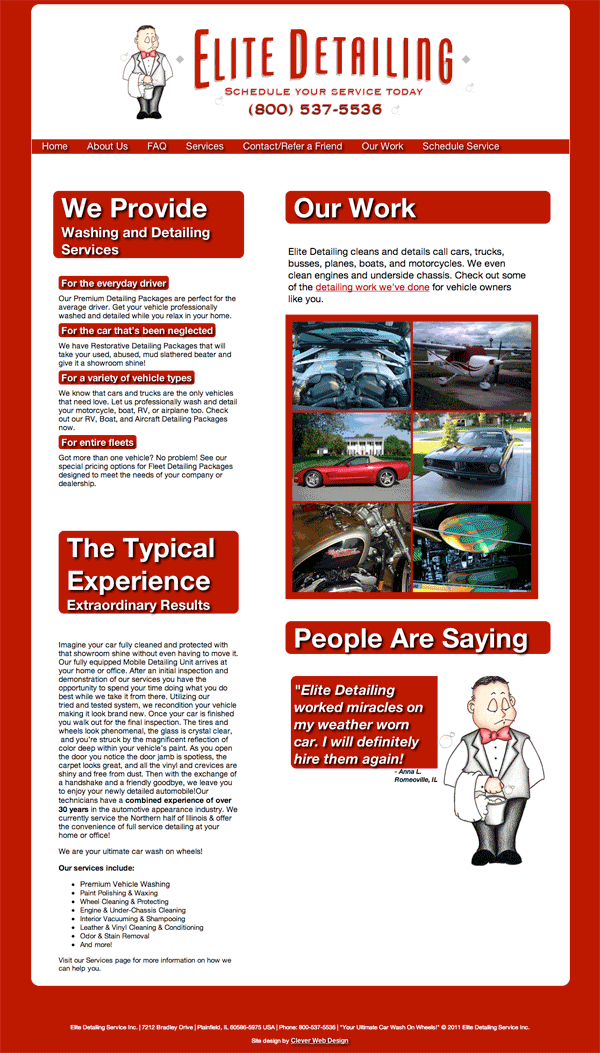 ELITE DETAILING
SCHEDULE YOUR SERVICE TODAY
(800) 537-5536
Home About Us FAQ Services Contact/Refer a Friend Our Work Schedule Service
We Provide
Washing and Detailing
Services
For the everyday driver
Our Premium Detailing Packages are perfect for the
average driver. Get your vehicle professionally
washed and detailed while you relax in your home.
For the car that's been neglected
We have Restorative Detailing Packages that will
take your used, abused, mud slathered beater and
give it a showroom shine!
For a variety of vehicle types
We know that cars and trucks are the only vehicles
that need love. Let us professionally wash and detail
your motorcycle, boat, RV, or airplane too. Check
out our RV, Boat, and Aircraft Detailing Packages
now.
For entire fleets
Got more than one vehicle? No problem! See our
special pricing options for Fleet Detailing Packages
designed to meet the needs of your company or
dealership.
The Typical
Experience
Extraordinary Results
Imagine your car fully cleaned and protected with
that showroom shine without even having to move it.
Our fully equipped Mobile Detailing Unit arrives at
your home or office. After an initial inspection and
demonstration of our services you have the
opportunity to spend your time doing what you do
best while we take it from there. Utilizing our
tried and tested system, we recondition your vehicle
making it look brand new. Once your car is finished
you walk out for the final inspection. The tires and
wheels look phenomenal, the glass is crystal clear,
and you're struck by the magnificent reflection of
color deep within your vehicle's paint. As you open
the door you notice the door jamb is spotless, the
carpet looks great, and all the vinyl and crevices are
shiny and free from dust. Then with the exchange of
a handshake and a friendly goodbye, we leave you
to enjoy your newly detailed automobile!Our
technicians have a combined experience of over
30 years in the automotive appearance industry. We
currently service the Northern half of Illinois & offer
the convenience of full service detailing at your
home or office!
We are your ultimate car wash on wheels!
Our services include:
• Premium Vehicle Washing
• Paint Polishing & Waxing
• Wheel Cleaning & Protecting
• Engine & Under-Chassis Cleaning
• Interior Vacuuming & Shampooing
• Leather & Vinyl Cleaning & Conditioning
• Odor & Stain Removal
• And more!
Visit our Services page for more information on how we
can help you.
Our Work
Elite Detailing cleans and details call cars, trucks,
busses, planes, boats, and motorcycles. We even
clean engines and underside chassis. Check out some
of the detailing work we've done for vehicle owners
like you.
People Are Saying
"Elite Detailing
worked miracles on
my weather worn
car. I will definitely
hire them again!
- Anna L.
Romeoville, IL
Elite Detailing Service Inc. | 7212 Bradley Drive | Plainfield, IL 60586-5975 USA | Phone: 800-537-5536 | "Your Ultimate Car Wash On Wheels!" © 2011 Elite Detailing Service Inc.
Site design by Clever Web Design